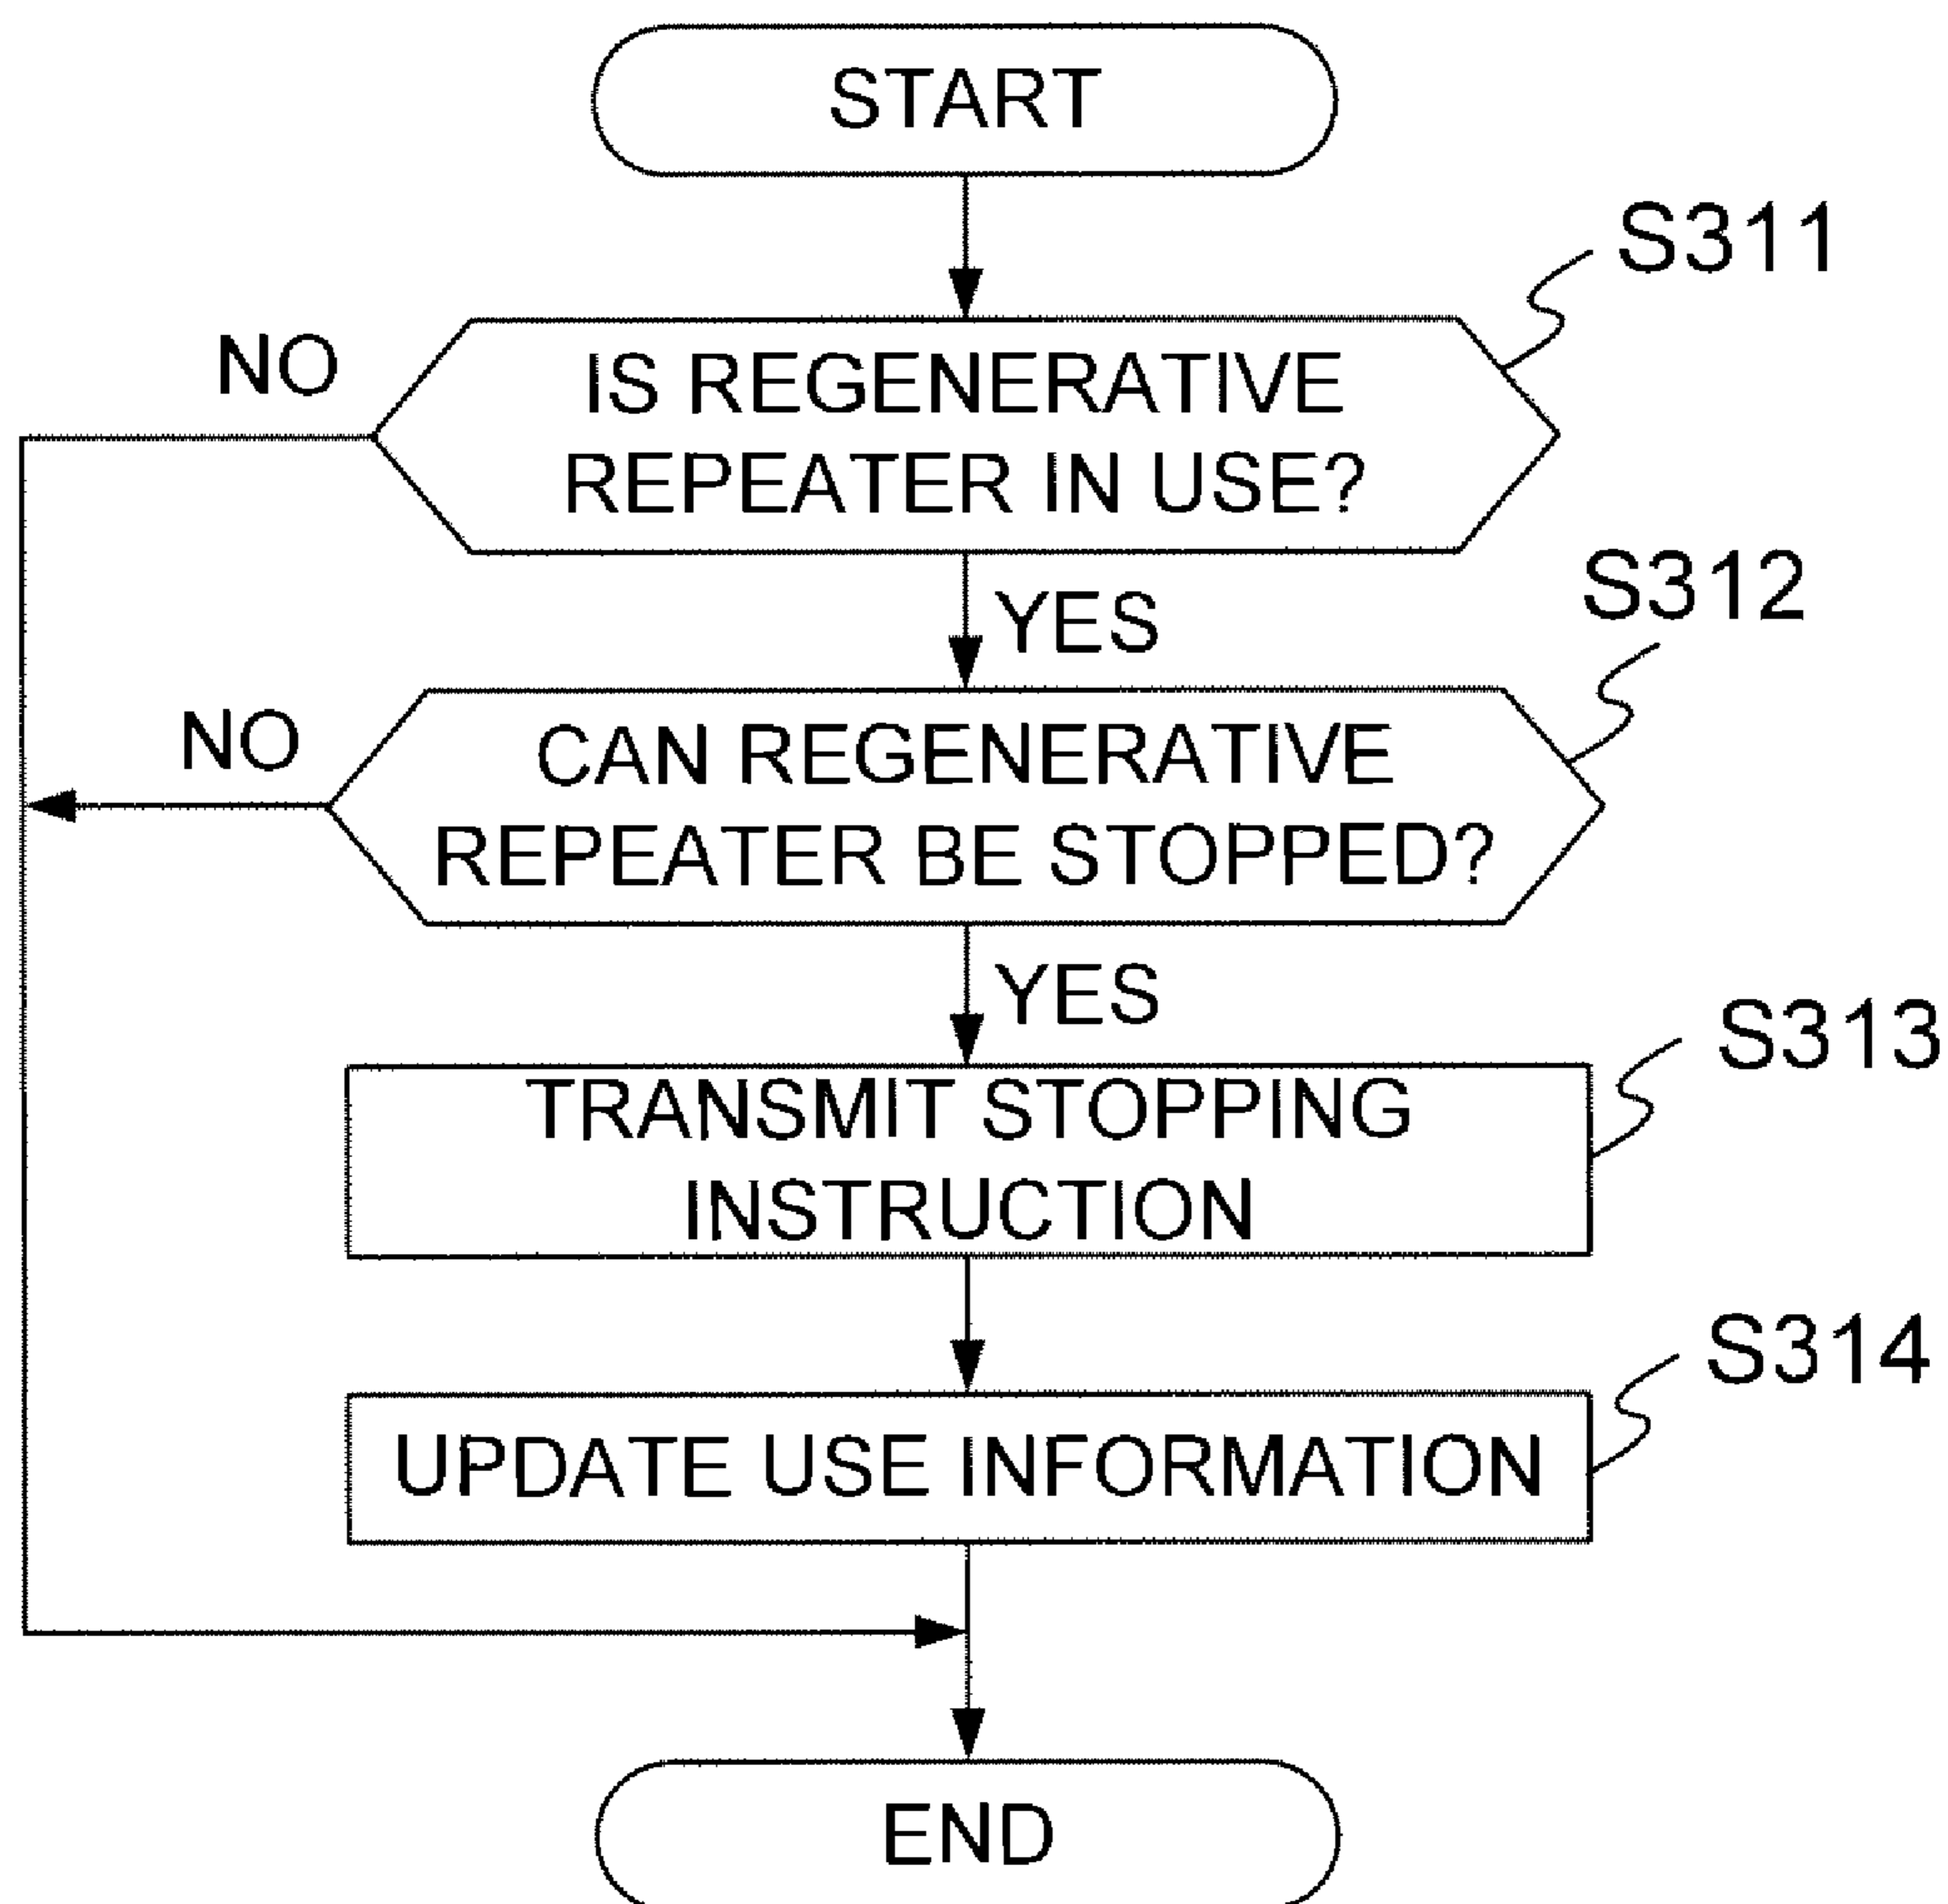 START
S311
NO
IS REGENERATIVE
REPEATER IN USE?
YES
S312
NO
CAN REGENERATIVE
REPEATER BE STOPPED?
YES
S313
TRANSMIT STOPPING
INSTRUCTION
S314
UPDATE USE INFORMATION
END